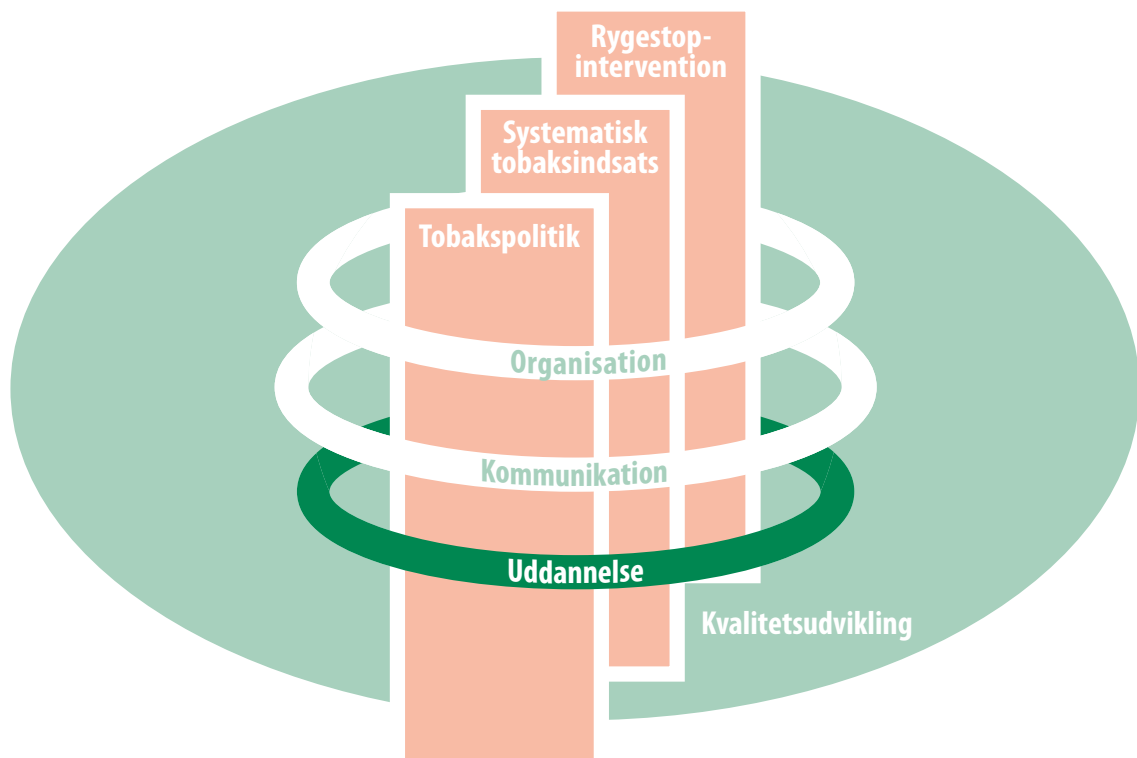 Rygestop-
intervention
Systematisk
tobaksindsats
Tobakspolitik
Organisation
Kommunikation
Uddannelse
Kvalitetsudvikling